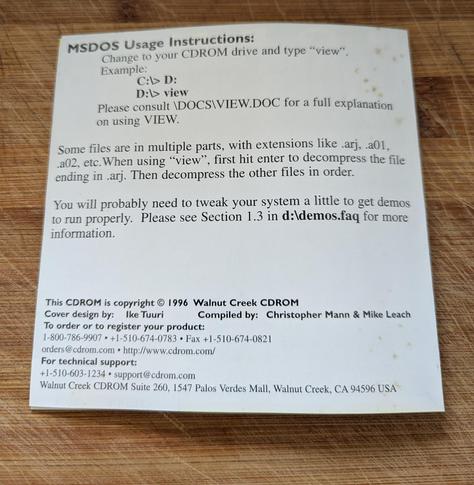 MSDOS Usage Instructions:
Change to your CDROM drive and type "view".
Example:
C:\> D:
D:\> view
Please consult \DOCS\VIEW.DOC for a full explanation
on using VIEW.
Some files are in multiple parts, with extensions like .arj, .a01,
.a02, etc.When using "view", first hit enter to decompress the file
ending in .arj. Then decompress the other files in order.
You will probably need to tweak your system a little to get demos
to run properly. Please see Section 1.3 in d:\demos.faq for more
information.
This CDROM is copyright © 1996 Walnut Creek CDROM
Cover design by: Ike Tuuri Compiled by: Christopher Mann & Mike Leach
To order or to register your product:
1-800-786-9907 • +1-510-674-0783 • Fax +1-510-674-0821
orders@cdrom.com • http://www.cdrom.com/
For technical support:
+1-510-603-1234 • support@cdrom.com
Walnut Creek CDROM Suite 260, 1547 Palos Verdes Mall, Walnut Creek, CA 94596 USA